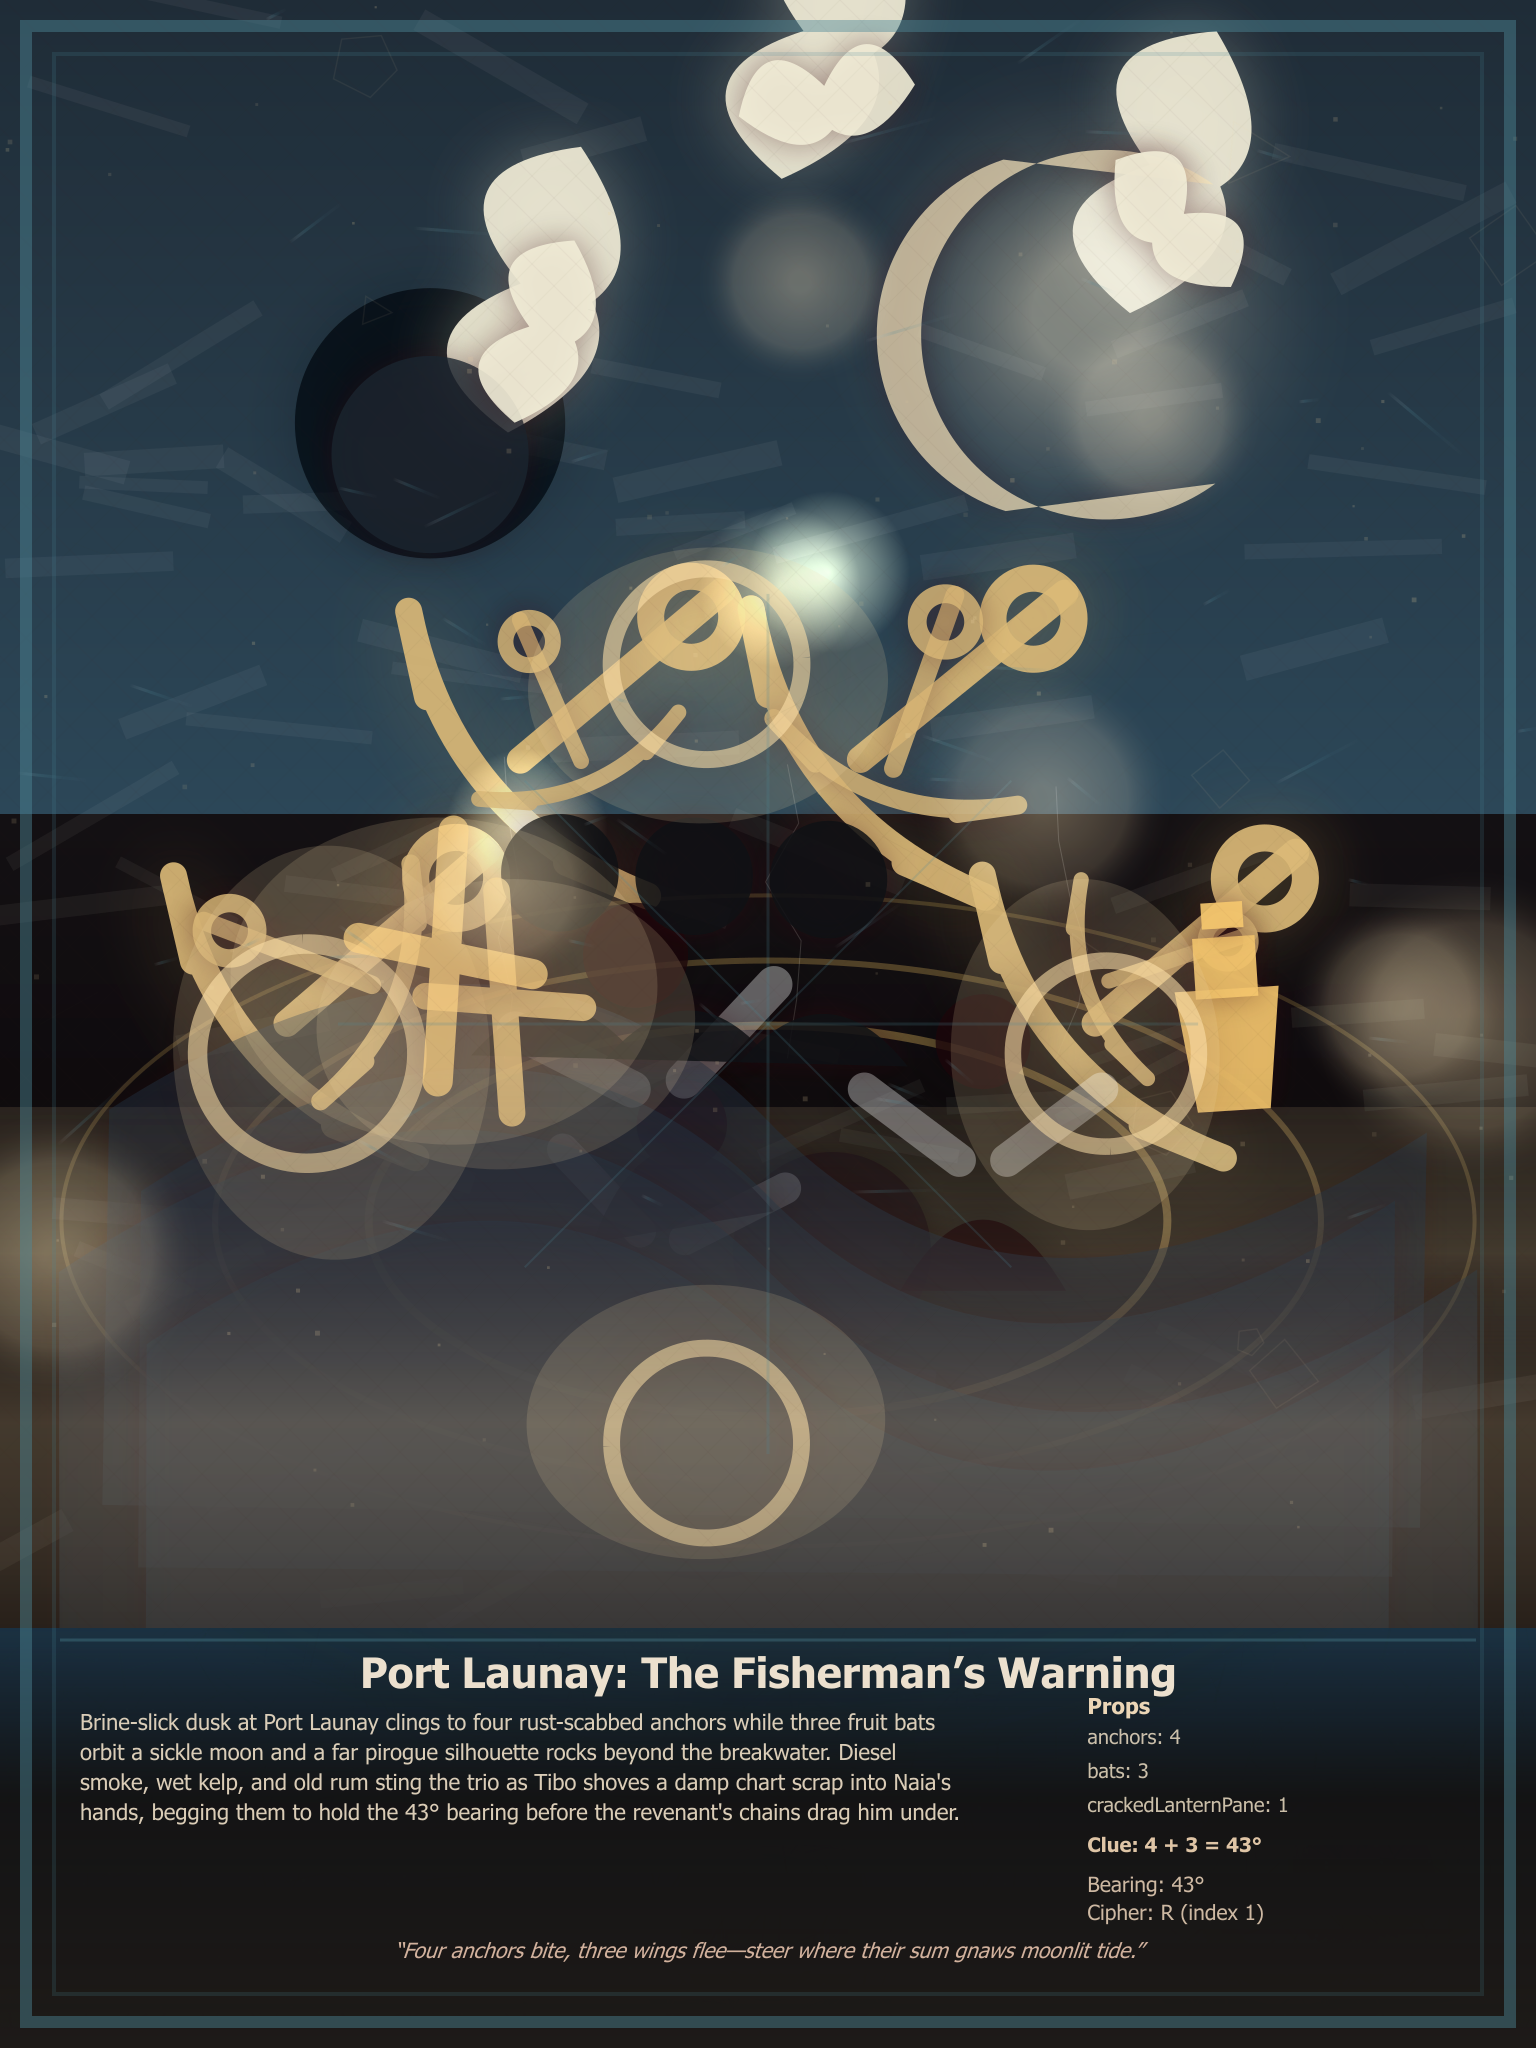 Port Launay: The Fisherman’s Warning
Brine-slick dusk at Port Launay clings to four rust-scabbed anchors while three fruit bats
orbit a sickle moon and a far pirogue silhouette rocks beyond the breakwater. Diesel
smoke, wet kelp, and old rum sting the trio as Tibo shoves a damp chart scrap into Naia's
hands, begging them to hold the 43° bearing before the revenant's chains drag him under.
Props
anchors: 4
bats: 3
crackedLanternPane: 1
Clue: 4 + 3 = 43°
Bearing: 43°
Cipher: R (index 1)
“Four anchors bite, three wings flee—steer where their sum gnaws moonlit tide.”